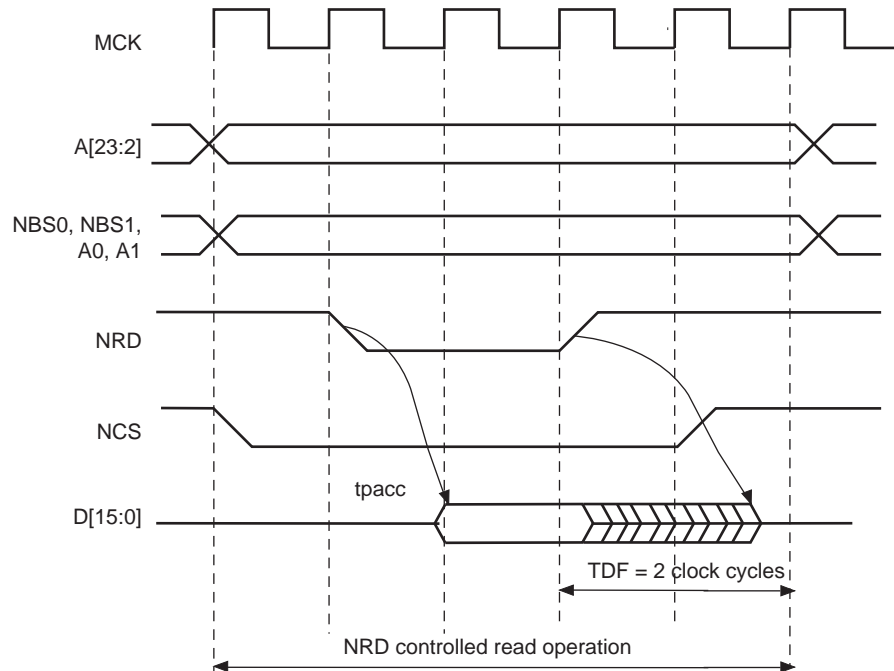 MCK
A[23:2]
NBS0, NBS1,
A0, A1
NRD
NCS
tpacc
D[15:0]
TDF = 2 clock cycles
NRD controlled read operation